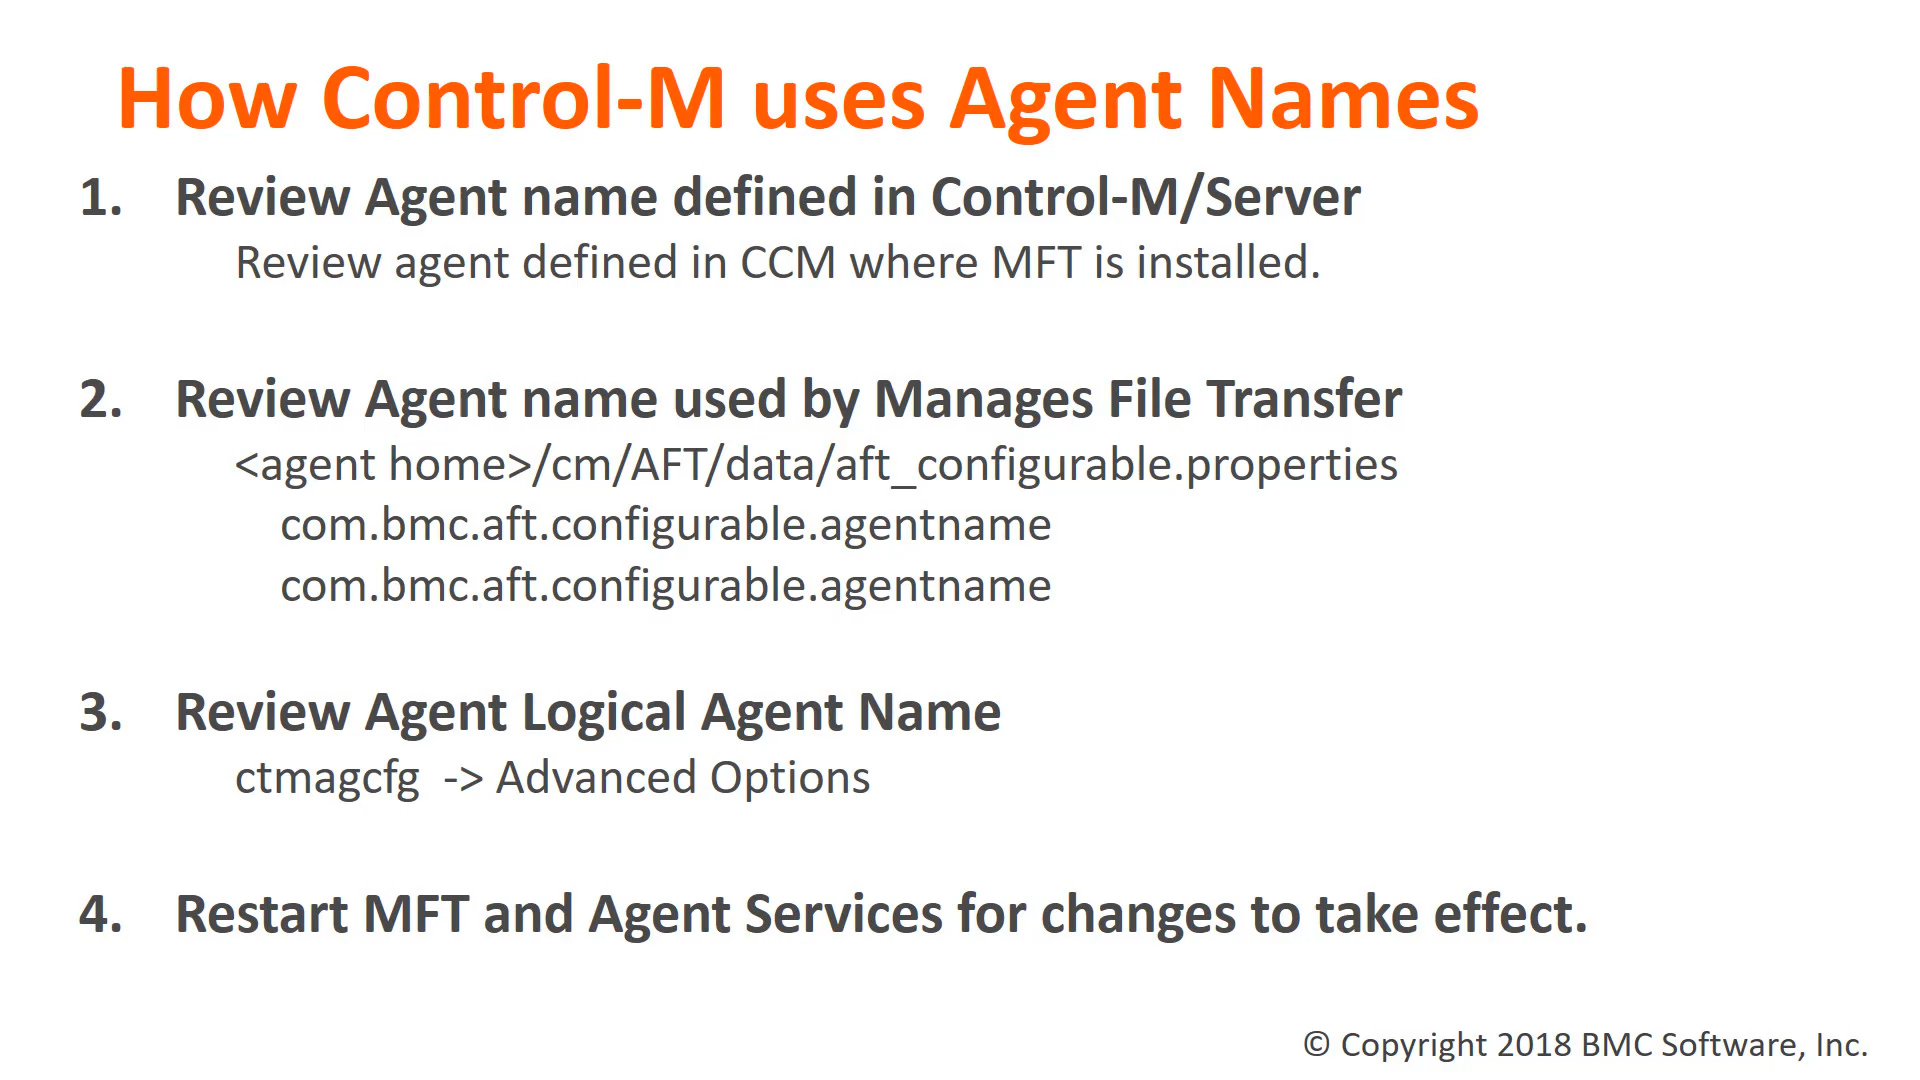 How Control-M uses Agent Names
1. Review Agent name defined in Control-M/Server
Review agent defined in CCM where MFT is installed.
2. Review Agent name used by Manages File Transfer
<agent home>/cm/AFT/data/aft_configurable.properties
com.bmc.aft.configurable.agentname
com.bmc.aft.configurable.agentname
3. Review Agent Logical Agent Name
ctmagcfg -> Advanced Options
4. Restart MFT and Agent Services for changes to take effect.
© Copyright 2018 BMC Software, Inc.